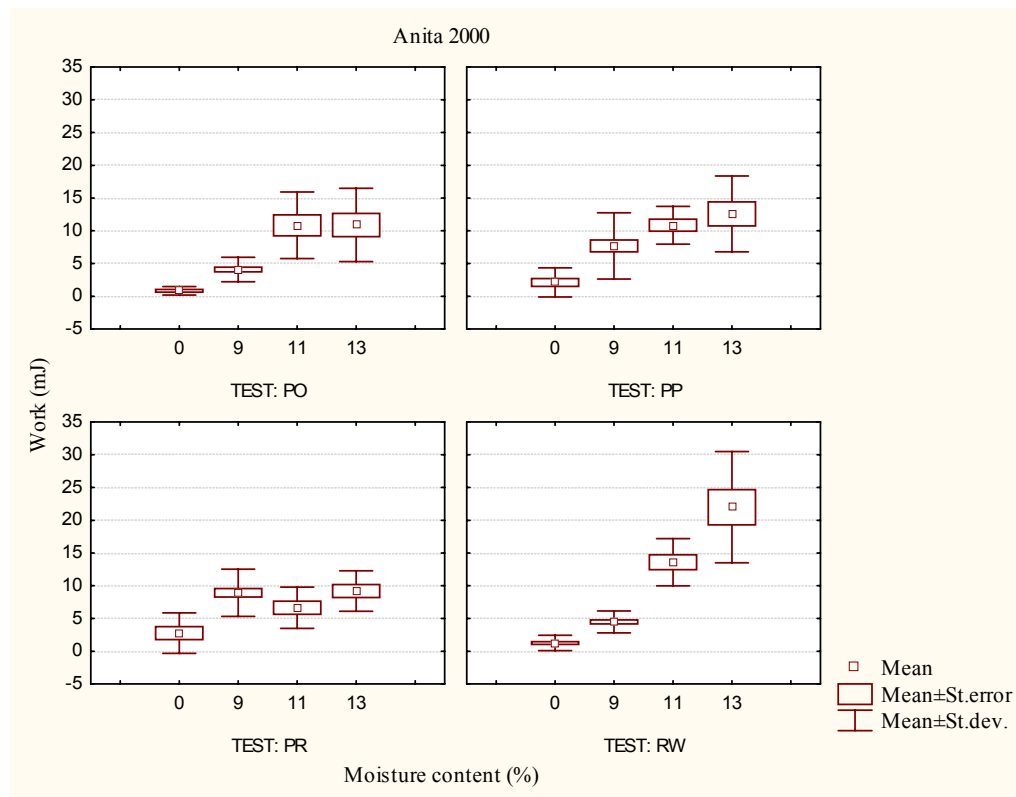 Anita 2000
35
30
25
20
15
10
5
0
-5
0 9 11 13
0 9 11 13
TEST: PO
TEST: PP
Work (mJ)
35
30
25
20
15
10
5
0
-5
0 9 11 13
0 9 11 13
TEST: PR
TEST: RW
Moisture content (%)
Mean
Mean±St.error
Mean±St.dev.